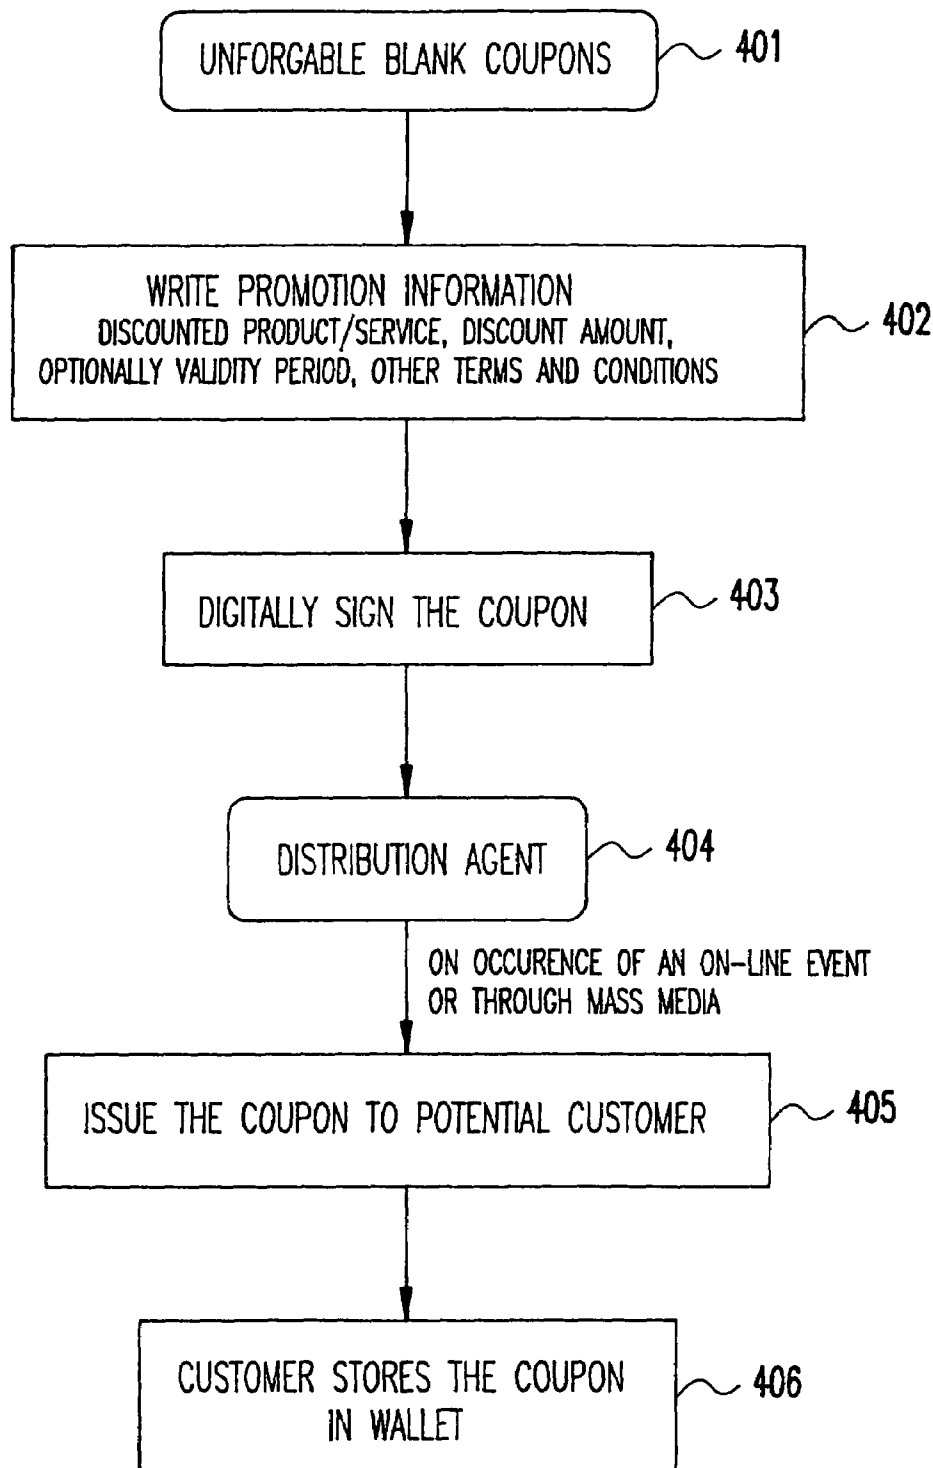 UNFORGABLE BLANK COUPONS
401
WRITE PROMOTION INFORMATION
DISCOUNTED PRODUCT/SERVICE, DISCOUNT AMOUNT,
OPTIONALLY VALIDITY PERIOD, OTHER TERMS AND CONDITIONS
402
DIGITALLY SIGN THE COUPON
403
DISTRIBUTION AGENT
404
ON OCCURENCE OF AN ON-LINE EVENT
OR THROUGH MASS MEDIA
ISSUE THE COUPON TO POTENTIAL CUSTOMER
405
CUSTOMER STORES THE COUPON
IN WALLET
406